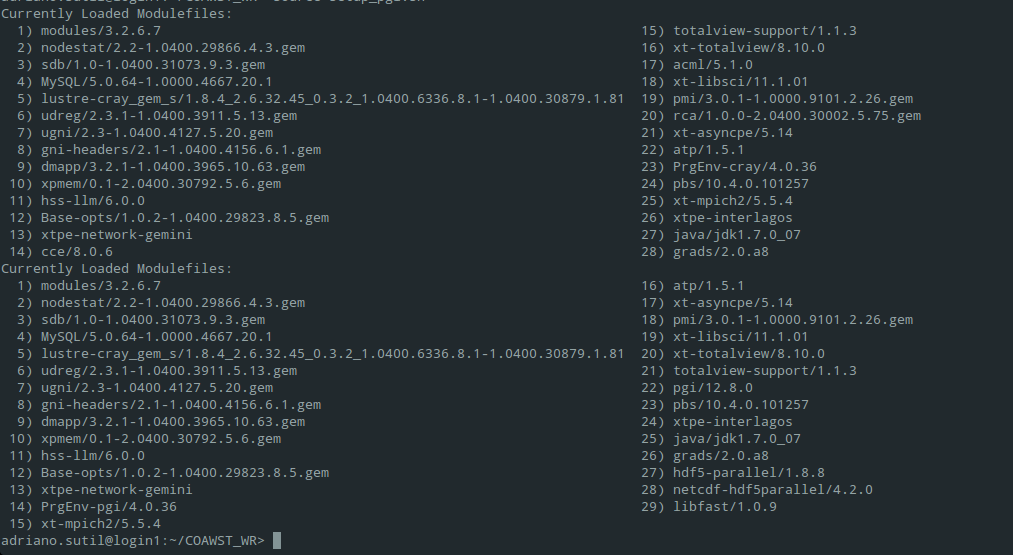 Currently Loaded Modulefiles:
1) modules/3.2.6.7 15) totalview-support/1.1.3
2) nodestat/2.2-1.0400.29866.4.3.gem 16) xt-totalview/8.10.0
3) sdb/1.0-1.0400.31073.9.3.gem 17) acml/5.1.0
4) MySQL/5.0.64-1.0000.4667.20.1 18) xt-libsci/11.1.01
5) lustre-cray_gem_s/1.8.4_2.6.32.45_0.3.2_1.0400.6336.8.1-1.0400.30879.1.81 19) pmi/3.0.1-1.0000.9101.2.26.gem
6) udreg/2.3.1-1.0400.3911.5.13.gem 20) rca/1.0.0-2.0400.30002.5.75.gem
7) ugni/2.3-1.0400.4127.5.20.gem 21) xt-asyncpe/5.14
8) gni-headers/2.1-1.0400.4156.6.1.gem 22) atp/1.5.1
9) dmapp/3.2.1-1.0400.3965.10.63.gem 23) PrgEnv-cray/4.0.36
10) xpmem/0.1-2.0400.30792.5.6.gem 24) pbs/10.4.0.101257
11) hss-llm/6.0.0 25) xt-mpich2/5.5.4
12) Base-opts/1.0.2-1.0400.29823.8.5.gem 26) xtpe-interlagos
13) xtpe-network-gemini 27) java/jdk1.7.0_07
14) cce/8.0.6 28) grads/2.0.a8
Currently Loaded Modulefiles:
1) modules/3.2.6.7 16) atp/1.5.1
2) nodestat/2.2-1.0400.29866.4.3.gem 17) xt-asyncpe/5.14
3) sdb/1.0-1.0400.31073.9.3.gem 18) pmi/3.0.1-1.0000.9101.2.26.gem
4) MySQL/5.0.64-1.0000.4667.20.1 19) xt-libsci/11.1.01
5) lustre-cray_gem_s/1.8.4_2.6.32.45_0.3.2_1.0400.6336.8.1-1.0400.30879.1.81 20) xt-totalview/8.10.0
6) udreg/2.3.1-1.0400.3911.5.13.gem 21) totalview-support/1.1.3
7) ugni/2.3-1.0400.4127.5.20.gem 22) pgi/12.8.0
8) gni-headers/2.1-1.0400.4156.6.1.gem 23) pbs/10.4.0.101257
9) dmapp/3.2.1-1.0400.3965.10.63.gem 24) xtpe-interlagos
10) xpmem/0.1-2.0400.30792.5.6.gem 25) java/jdk1.7.0_07
11) hss-llm/6.0.0 26) grads/2.0.a8
12) Base-opts/1.0.2-1.0400.29823.8.5.gem 27) hdf5-parallel/1.8.8
13) xtpe-network-gemini 28) netcdf-hdf5parallel/4.2.0
14) PrgEnv-pgi/4.0.36 29) libfast/1.0.9
15) xt-mpich2/5.5.4
adriano.sutil@login1:~/COAWST_WR>